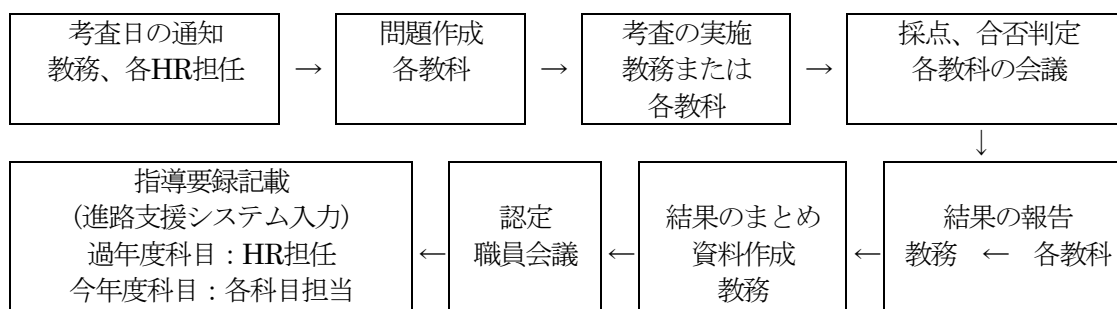 考査日の通知
教務、各HR担任
→
問題作成
各教科
→
考査の実施
教務または
各教科
→
採点、合否判定
各教科の会議
↓
結果の報告
教務 ← 各教科
←
結果のまとめ
資料作成
教務
←
認定
職員会議
←
指導要録記載
(進路支援システム入力)
過年度科目：HR担任
今年度科目：各科目担当